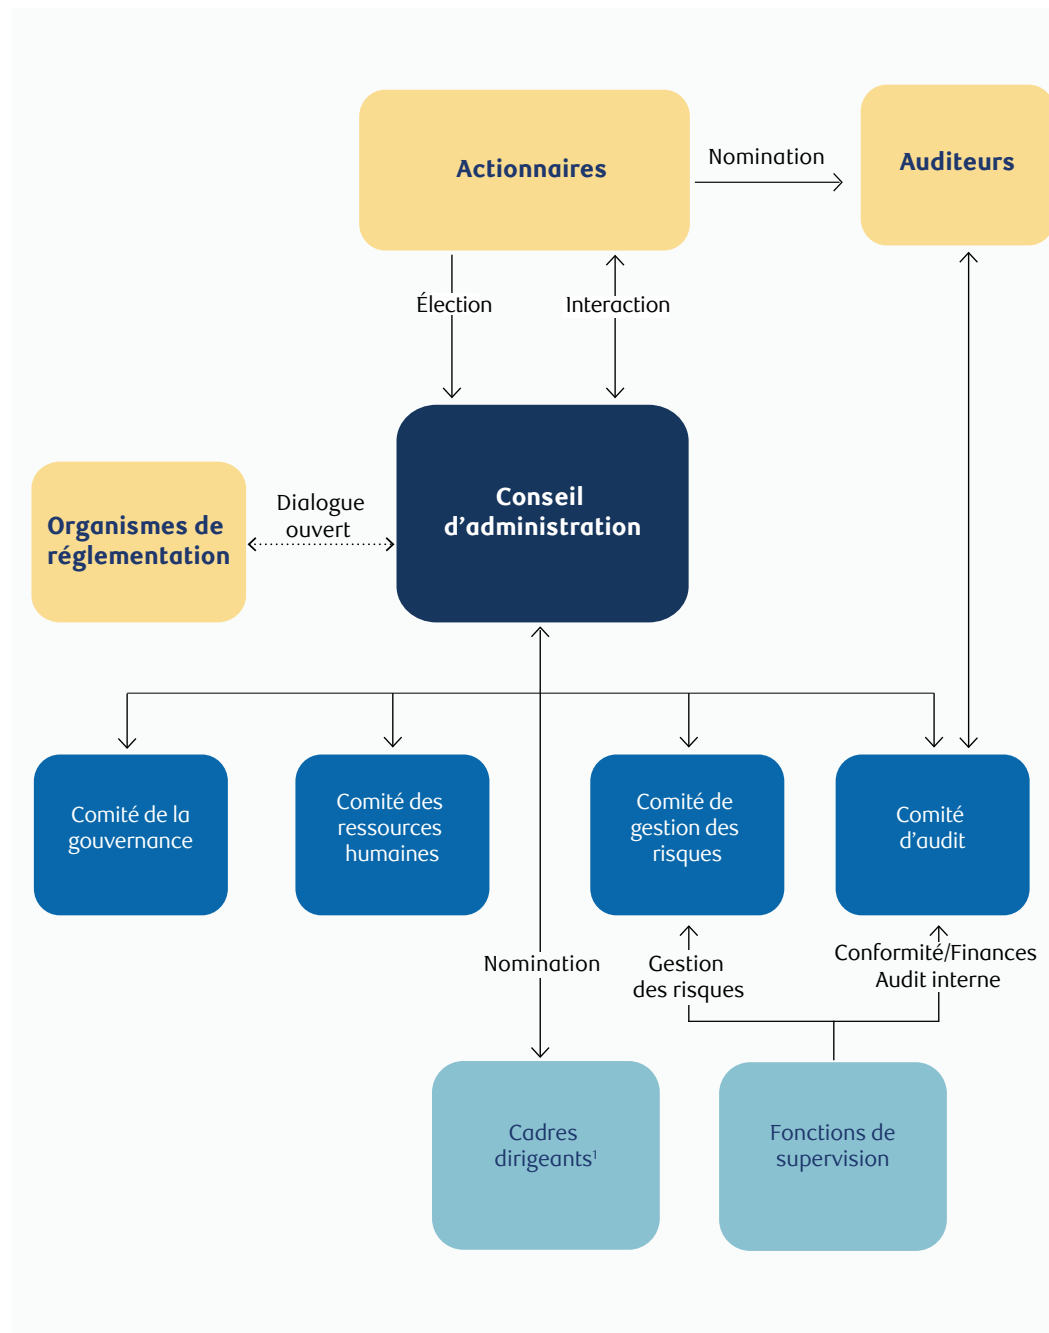 Actionnaires
Nomination
Auditeurs
Élection
Interaction
Organismes de
réglementation
Dialogue
ouvert
Conseil
d’administration
Comité de la
gouvernance
Comité des
ressources
humaines
Comité de
gestion des
risques
Comité
d’audit
Nomination
Gestion
des risques
Conformité/Finances
Audit interne
Cadres
dirigeants¹
Fonctions de
supervision